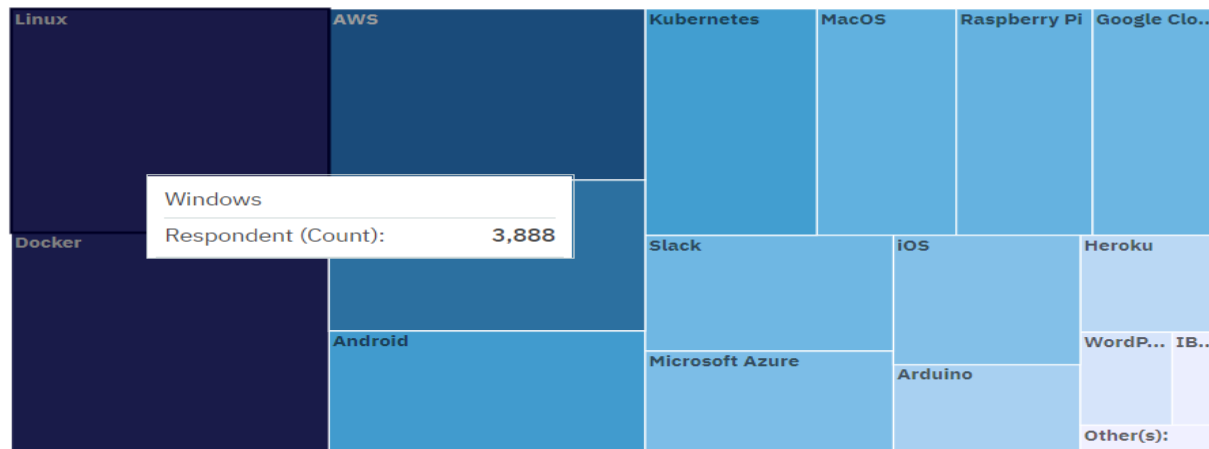 Linux
AWS
Kubernetes
MacOS
Raspberry Pi
Google Clo..
Windows
Respondent (Count): 3,888
Docker
Slack
iOS
Heroku
Android
WordP...
IB..
Microsoft Azure
Arduino
Other(s):